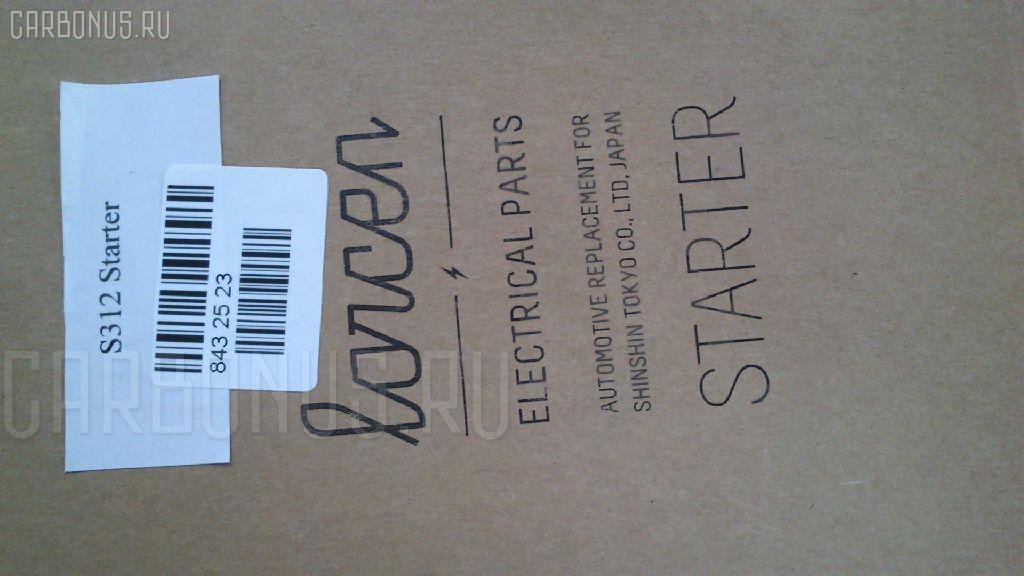 CARBONUS.RU
S312 Starter
843 25 23
lorcen
ELECTRICAL PARTS
AUTOMOTIVE REPLACEMENT FOR
SHINSHIN TOKYO CO., LTD, JAPAN
STARTER
CARBONUS.RU